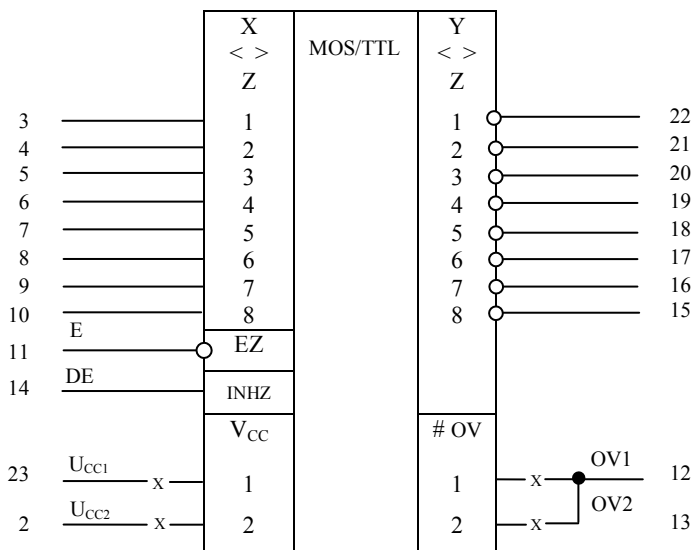 X MOS/TTL Y
< > < >
Z Z
3 1 1 22
4 2 2 21
5 3 3 20
6 4 4 19
7 5 5 18
8 6 6 17
9 7 7 16
10 8 8 15
E
11 EZ
DE
14 INHZ
VCC # OV
UCC1 OV1
23 x 1 1 x 12
UCC2 OV2
2 x 2 2 x 13